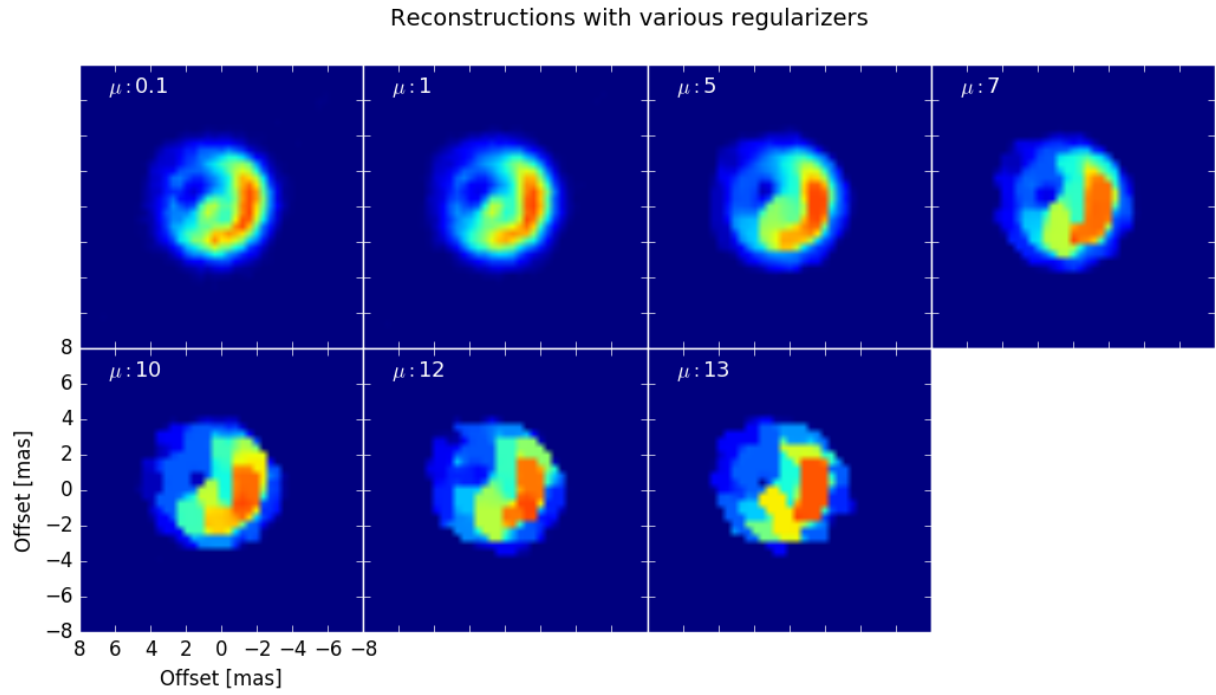 Reconstructions with various regularizers
μ: 0.1
μ: 1
μ: 5
μ: 7
μ: 10
μ: 12
μ: 13
8
6
4
2
0
−2
−4
−6
−8
Offset [mas]
8 6 4 2 0 −2 −4 −6 −8
Offset [mas]